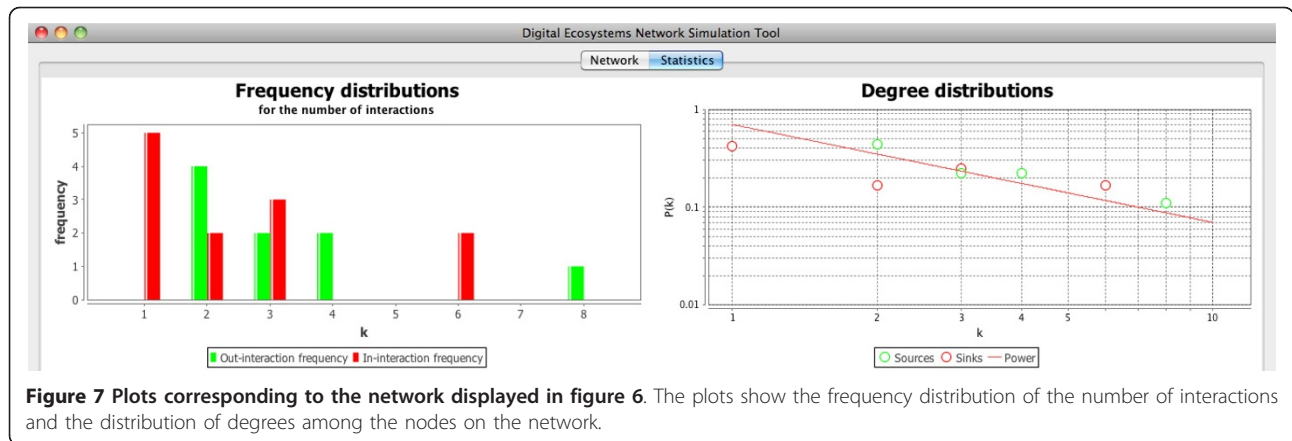 Digital Ecosystems Network Simulation Tool
Network Statistics
Frequency distributions
for the number of interactions
frequency
5
4
3
2
1
0
1 2 3 4 5 6 7 8
k
Out-interaction frequency In-interaction frequency
Degree distributions
P(k)
1
0.1
0.01
1 2 3 4 5 10
k
Sources Sinks Power
Figure 7 Plots corresponding to the network displayed in figure 6. The plots show the frequency distribution of the number of interactions
and the distribution of degrees among the nodes on the network.